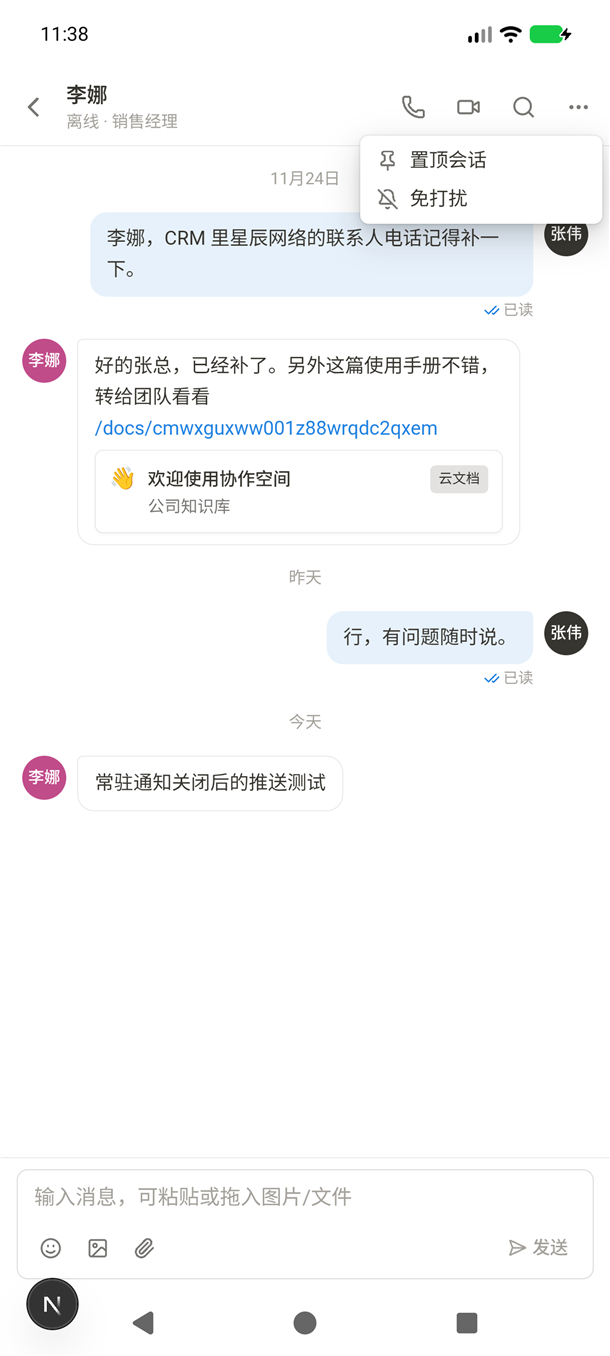 11:38
李娜
离线 · 销售经理
置顶会话
免打扰
11月24日
李娜，CRM 里星辰网络的联系人电话记得补一
下。
张伟
已读
李娜
好的张总，已经补了。另外这篇使用手册不错，
转给团队看看
/docs/cmwxguxww001z88wrqdc2qxem
👋 欢迎使用协作空间
云文档
公司知识库
昨天
行，有问题随时说。
张伟
已读
今天
李娜
常驻通知关闭后的推送测试
输入消息，可粘贴或拖入图片/文件
发送
N